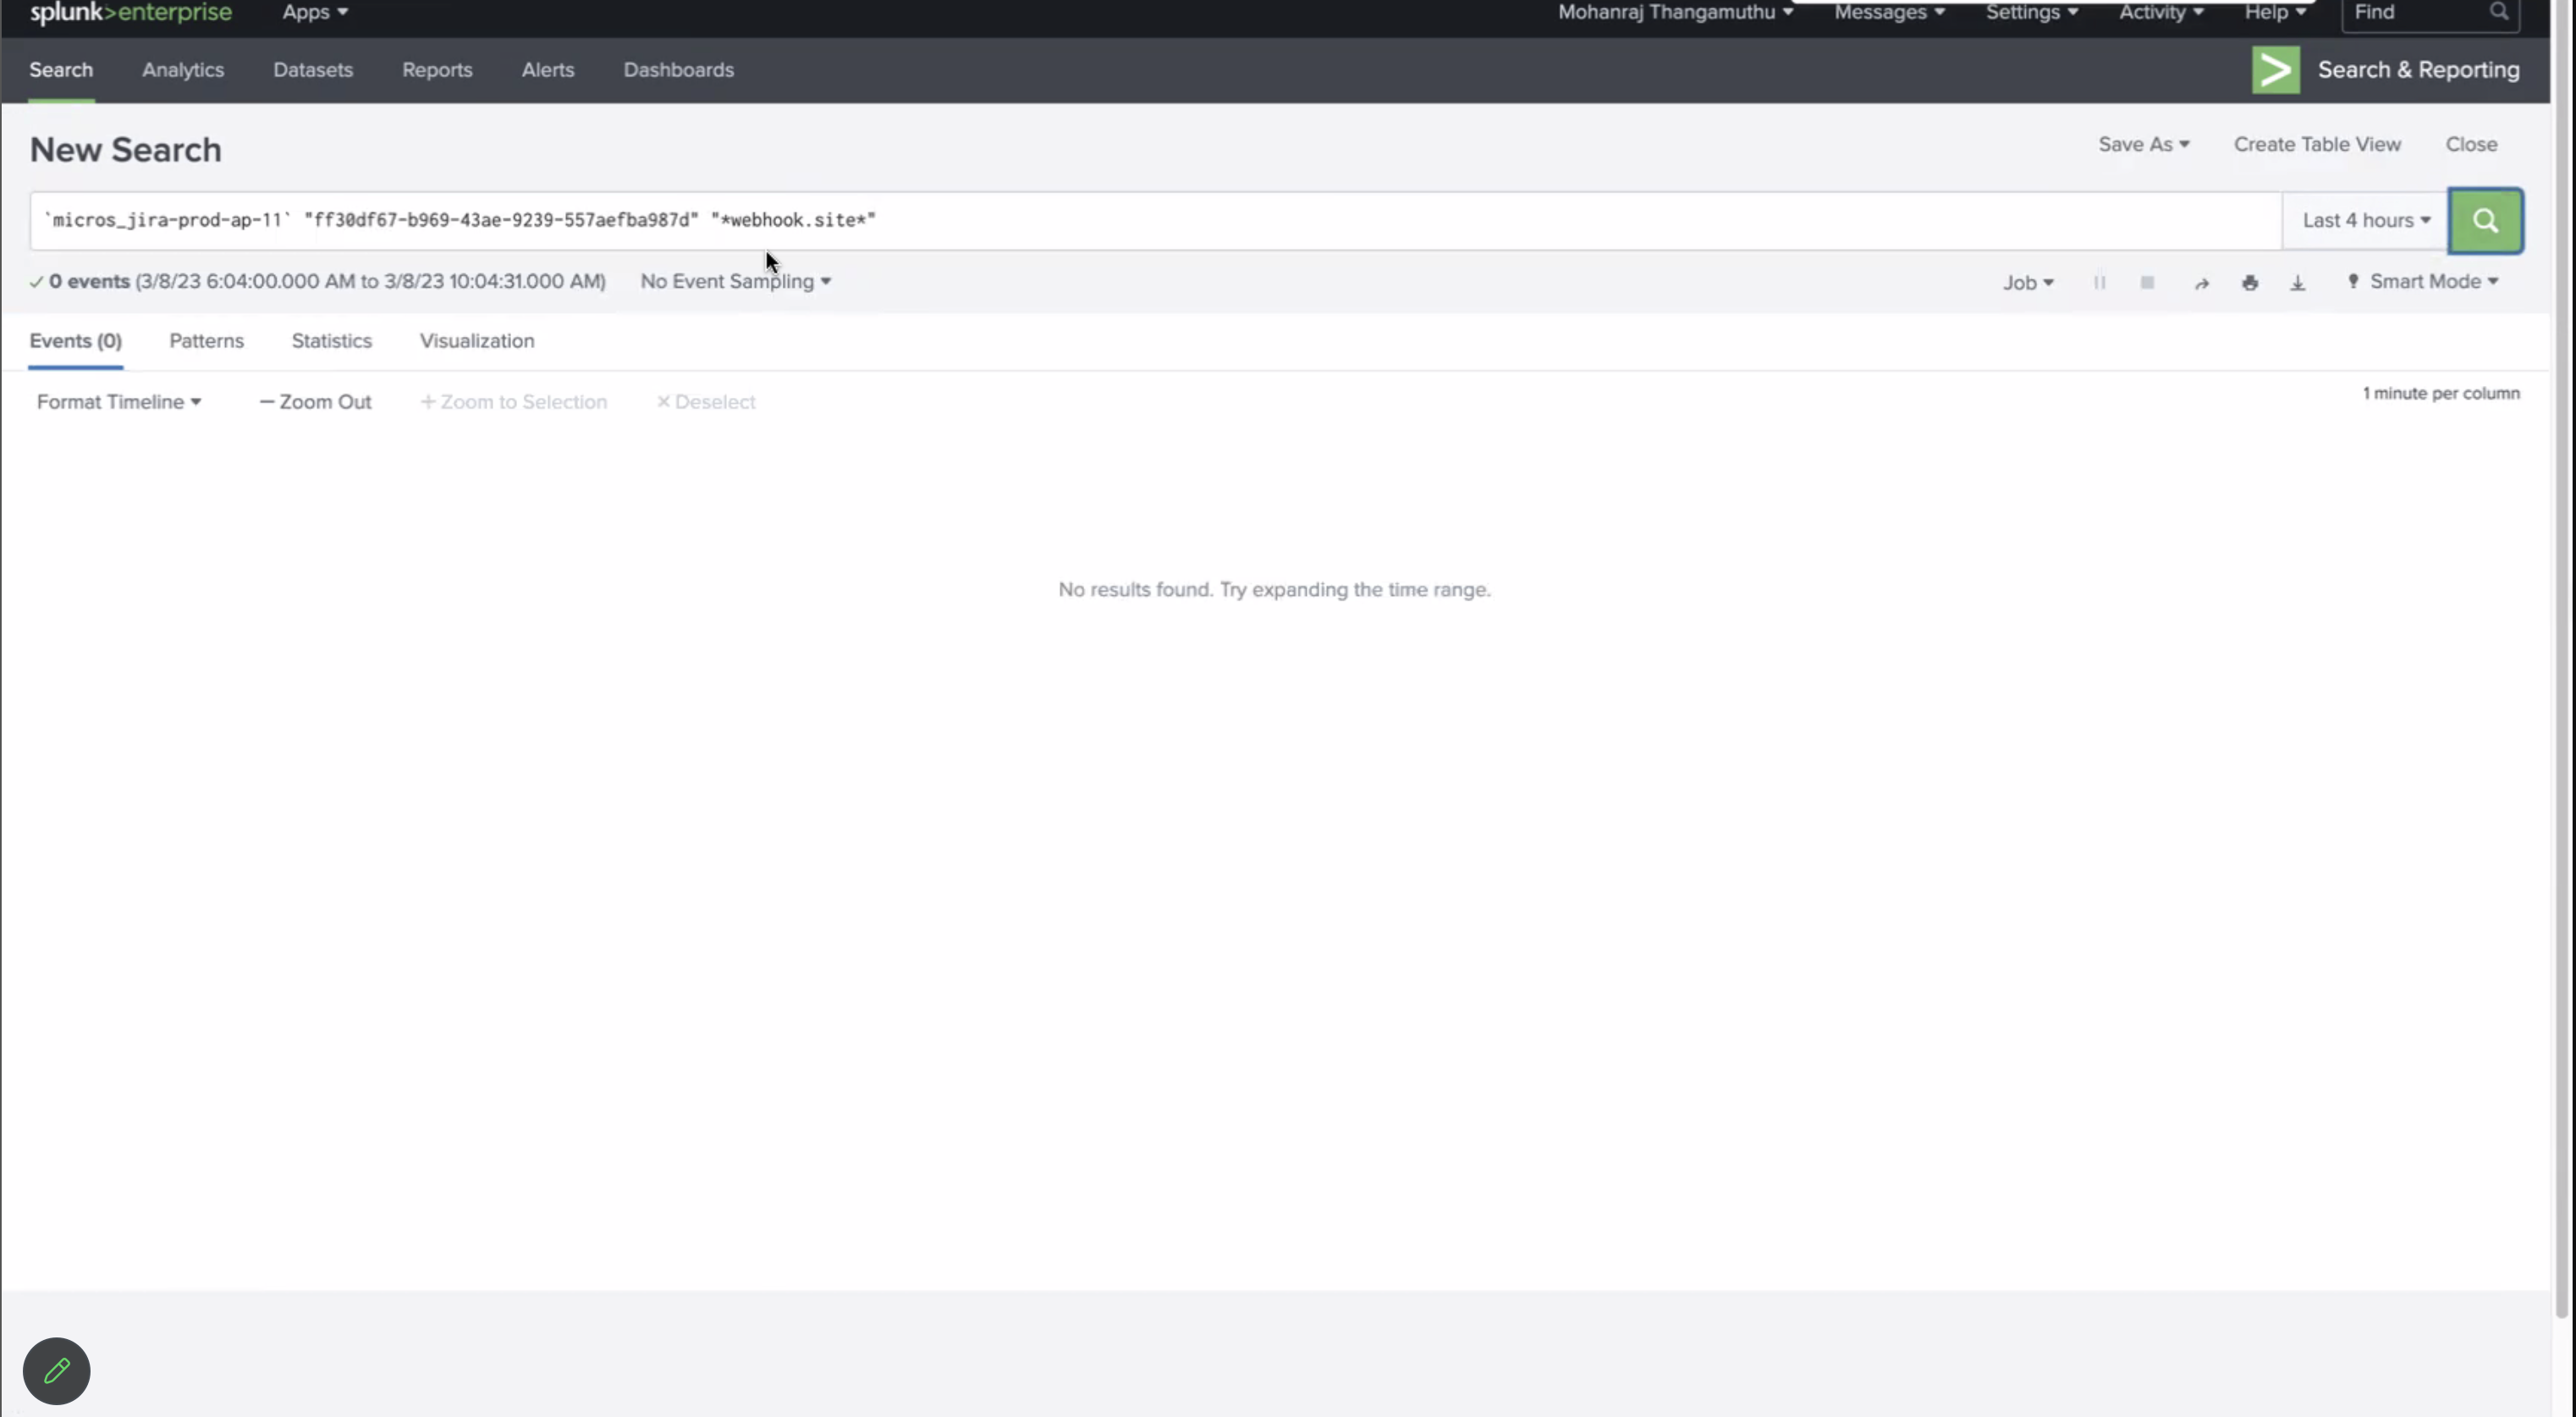 splunk>enterprise Apps Mohanraj Thangamuthu Messages Settings Activity Help Find
Search Analytics Datasets Reports Alerts Dashboards Search & Reporting
New Search Save As Create Table View Close
`micros_jira-prod-ap-11` "ff30df67-b969-43ae-9239-557aefba987d" "*webhook.site*" Last 4 hours
0 events (3/8/23 6:04:00.000 AM to 3/8/23 10:04:31.000 AM) No Event Sampling Job Smart Mode
Events (0) Patterns Statistics Visualization
Format Timeline — Zoom Out + Zoom to Selection × Deselect 1 minute per column
No results found. Try expanding the time range.